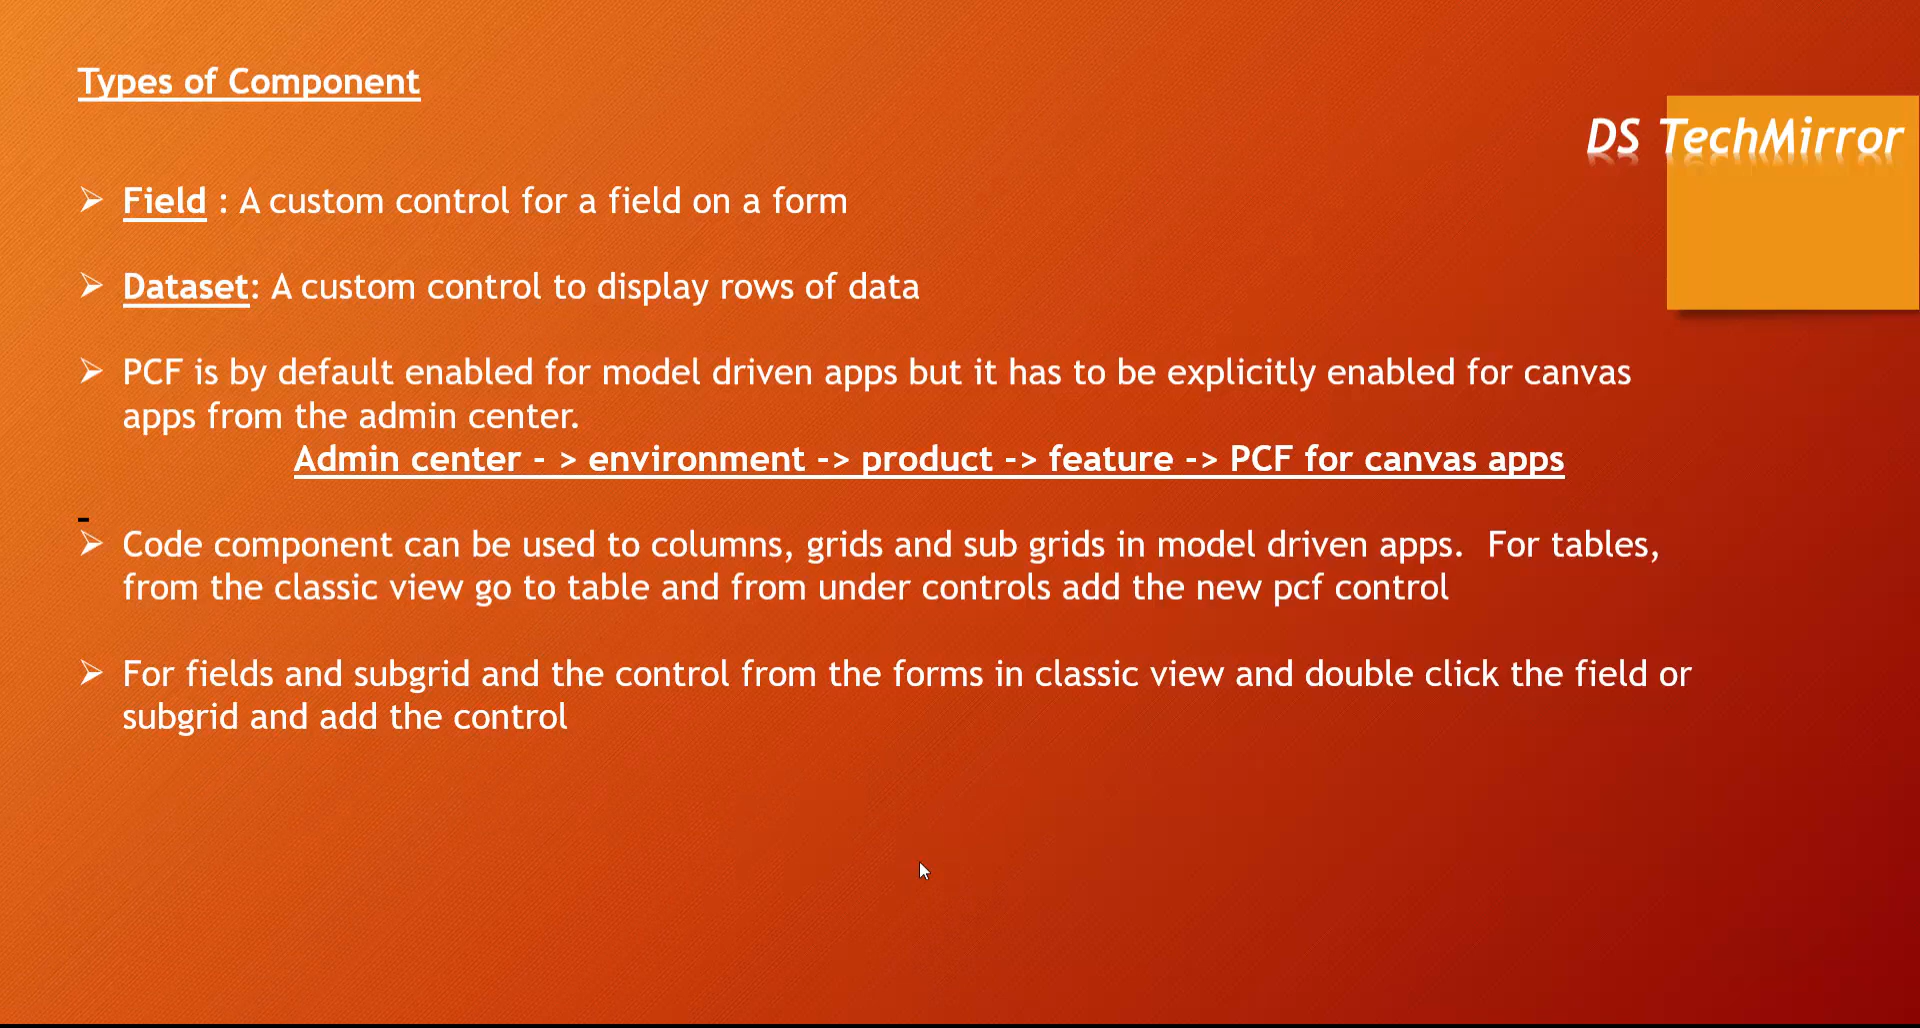 Types of Component
DS TechMirror
➢ Field : A custom control for a field on a form
➢ Dataset: A custom control to display rows of data
➢ PCF is by default enabled for model driven apps but it has to be explicitly enabled for canvas
apps from the admin center.
Admin center - > environment -> product -> feature -> PCF for canvas apps
-
➢ Code component can be used to columns, grids and sub grids in model driven apps.  For tables,
from the classic view go to table and from under controls add the new pcf control
➢ For fields and subgrid and the control from the forms in classic view and double click the field or
subgrid and add the control